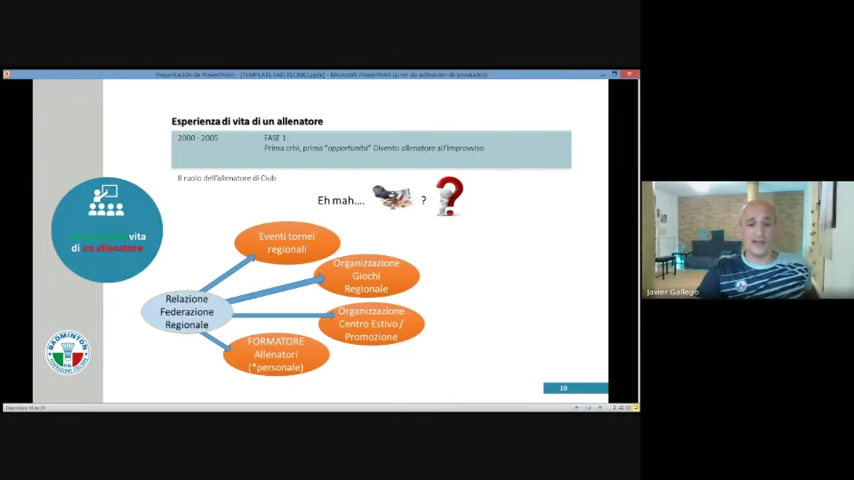 Presentación de PowerPoint - [TEMPLATE FAD TECNICI.pptx] - Microsoft PowerPoint (Error de activación de productos)
Esperienza di vita di un allenatore
2000 - 2005 FASE 1:
Prima crisi, prima "opportunità" Divento allenatore all'improvviso
Il ruolo dell'allenatore di Club
Eh mah.... ?
vita
di un allenatore
Eventi tornei
regionali
Organizzazione
Giochi
Regionale
Relazione
Federazione
Regionale
Organizzazione
Centro Estivo /
Promozione
FORMATORE
Allenatori
(*personale)
BADMINTON
10
Javier Gallego